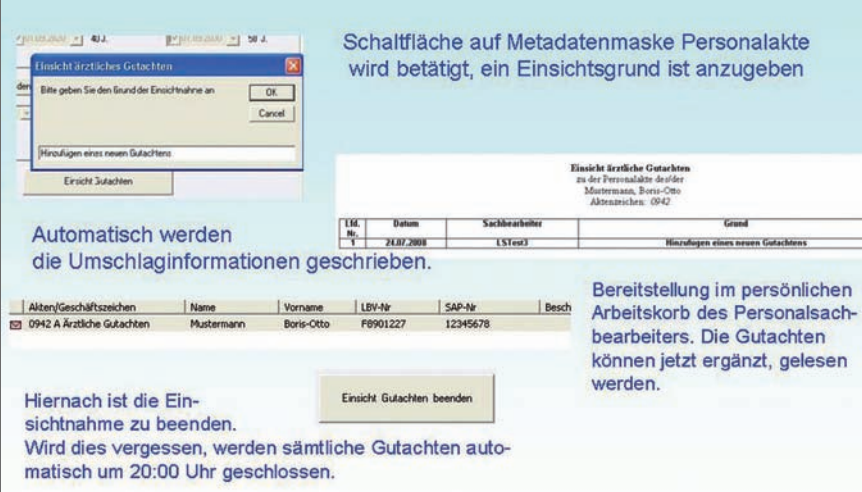 Schaltfläche auf Metadatenmaske Personalakte
wird betätigt, ein Einsichtsgrund ist anzugeben
40 J.
50 J.
Einsicht ärztliches Gutachten
Bitte geben Sie den Grund der Einsichtnahme an
OK
Cancel
Hinzufügen eines neuen Gutachtens
Einsicht Gutachten
Einsicht ärztliche Gutachten
zu der Personalakte des/der
Mustermann, Boris-Otto
Aktenzeichen: 0942
Lfd. Nr. Datum Sachbearbeiter Grund
1 24.07.2008 LSTest3 Hinzufügen eines neuen Gutachtens
Automatisch werden
die Umschlaginformationen geschrieben.
Akten/Geschäftszeichen Name Vorname LBV-Nr SAP-Nr Besch
0942 A Ärztliche Gutachten Mustermann Boris-Otto F8901227 12345678
Bereitstellung im persönlichen
Arbeitskorb des Personalsach-
bearbeiters. Die Gutachten
können jetzt ergänzt, gelesen
werden.
Einsicht Gutachten beenden
Hiernach ist die Ein-
sichtnahme zu beenden.
Wird dies vergessen, werden sämtliche Gutachten auto-
matisch um 20:00 Uhr geschlossen.